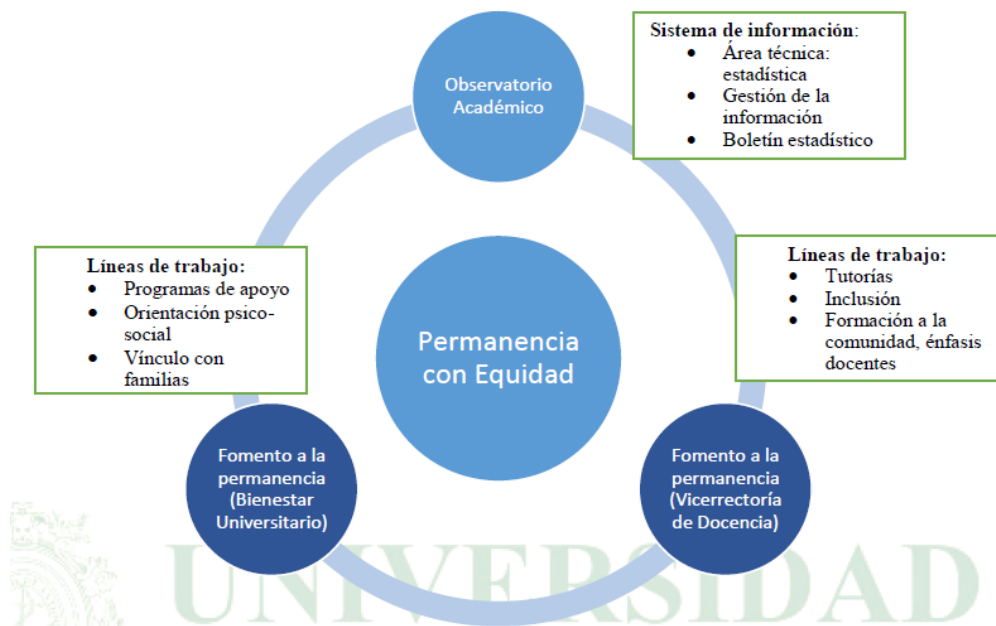 Observatorio
Académico
Sistema de información:
• Área técnica:
estadística
• Gestión de la
información
• Boletín estadístico
Líneas de trabajo:
• Programas de apoyo
• Orientación psico-
social
• Vínculo con
familias
Permanencia
con Equidad
Líneas de trabajo:
• Tutorías
• Inclusión
• Formación a la
comunidad, énfasis
docentes
Fomento a la
permanencia
(Bienestar
Universitario)
Fomento a la
permanencia
(Vicerrectoría
de Docencia)
UNIVERSIDAD